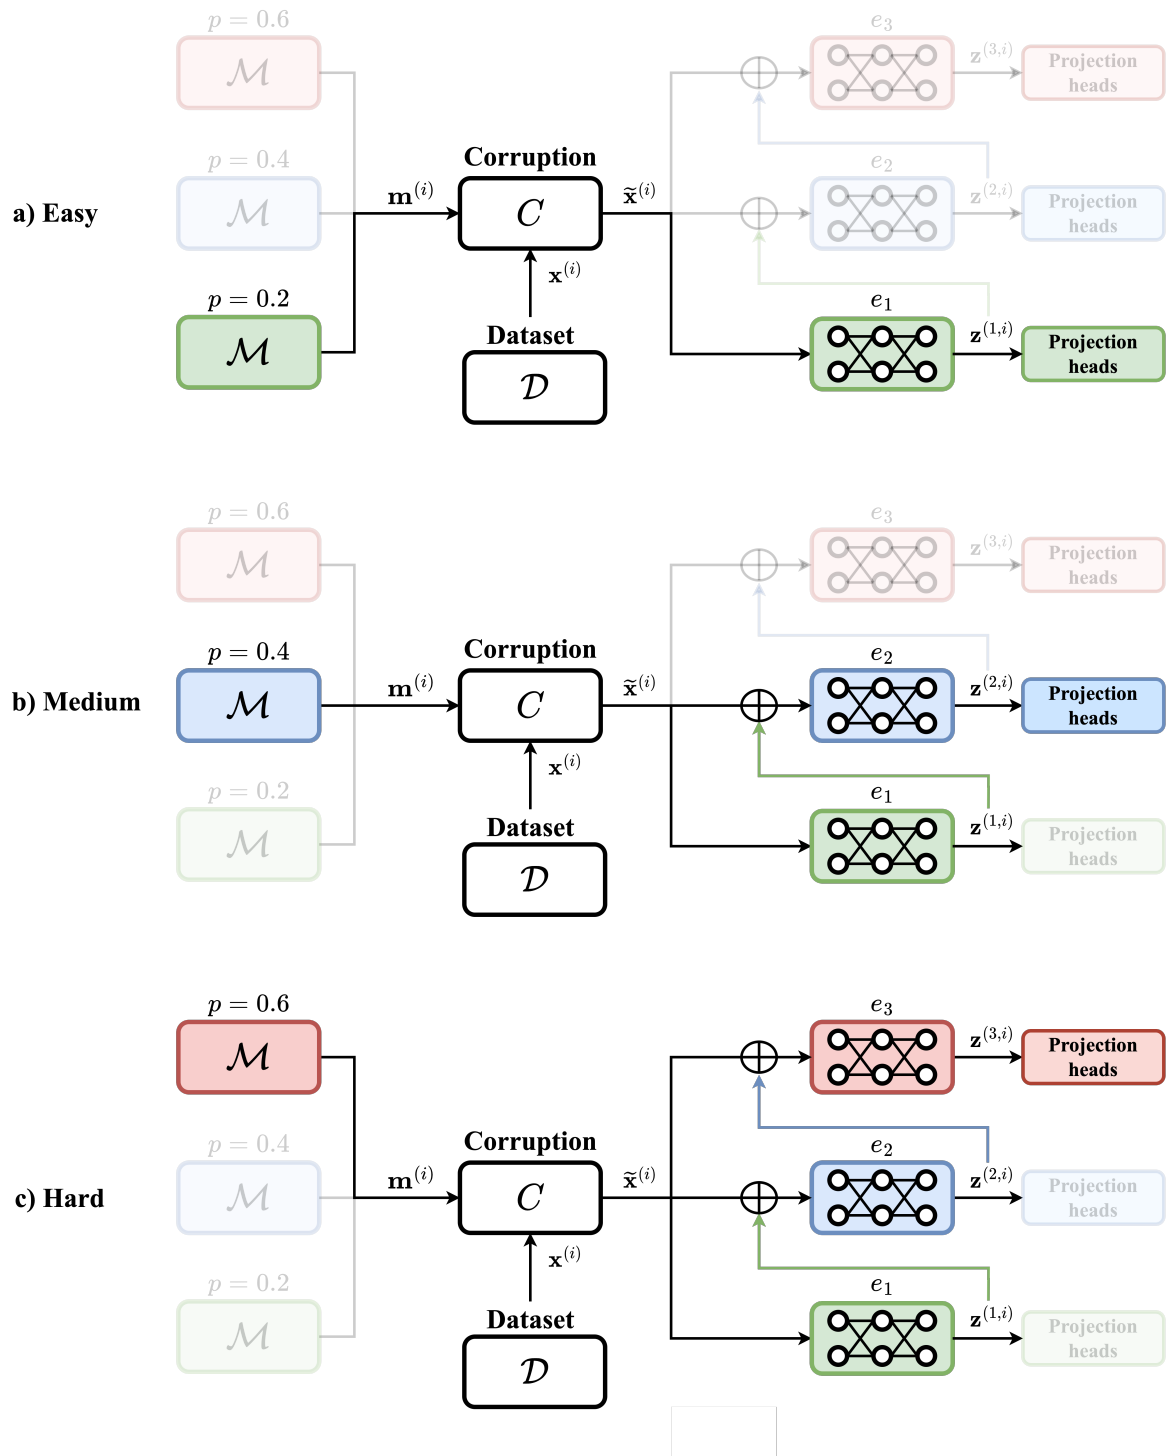 p = 0.6
ℳ
e₃
z^(3,i)
Projection
heads
p = 0.4
ℳ
e₂
z^(2,i)
Projection
heads
a) Easy
m^(i)
Corruption
C
x̃^(i)
x^(i)
p = 0.2
ℳ
Dataset
𝒟
e₁
z^(1,i)
Projection
heads
p = 0.6
ℳ
e₃
z^(3,i)
Projection
heads
b) Medium
p = 0.4
ℳ
m^(i)
Corruption
C
x̃^(i)
x^(i)
e₂
z^(2,i)
Projection
heads
p = 0.2
ℳ
Dataset
𝒟
e₁
z^(1,i)
Projection
heads
p = 0.6
ℳ
e₃
z^(3,i)
Projection
heads
c) Hard
p = 0.4
ℳ
m^(i)
Corruption
C
x̃^(i)
x^(i)
e₂
z^(2,i)
Projection
heads
p = 0.2
ℳ
Dataset
𝒟
e₁
z^(1,i)
Projection
heads